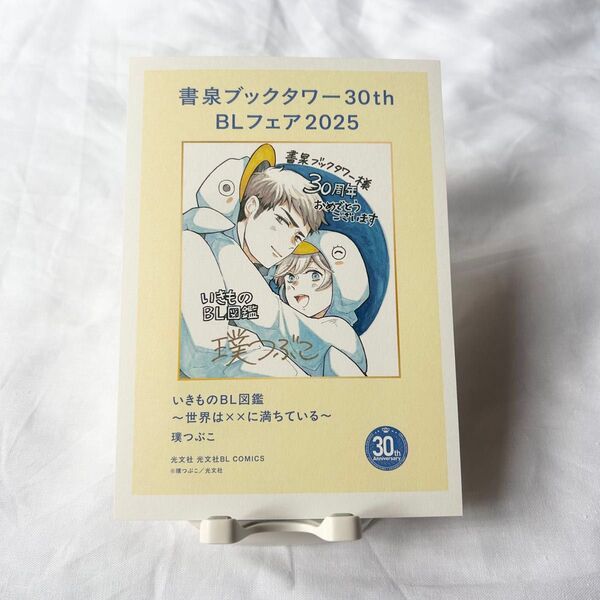 書泉ブックタワー30th
BLフェア2025
書泉ブックタワー様
30周年
おめでとう
ございます
いきもの
BL図鑑
璞つぶこ
いきものBL図鑑
〜世界は××に満ちている〜
璞つぶこ
光文社 光文社BL COMICS
©璞つぶこ／光文社
30th
Anniversary